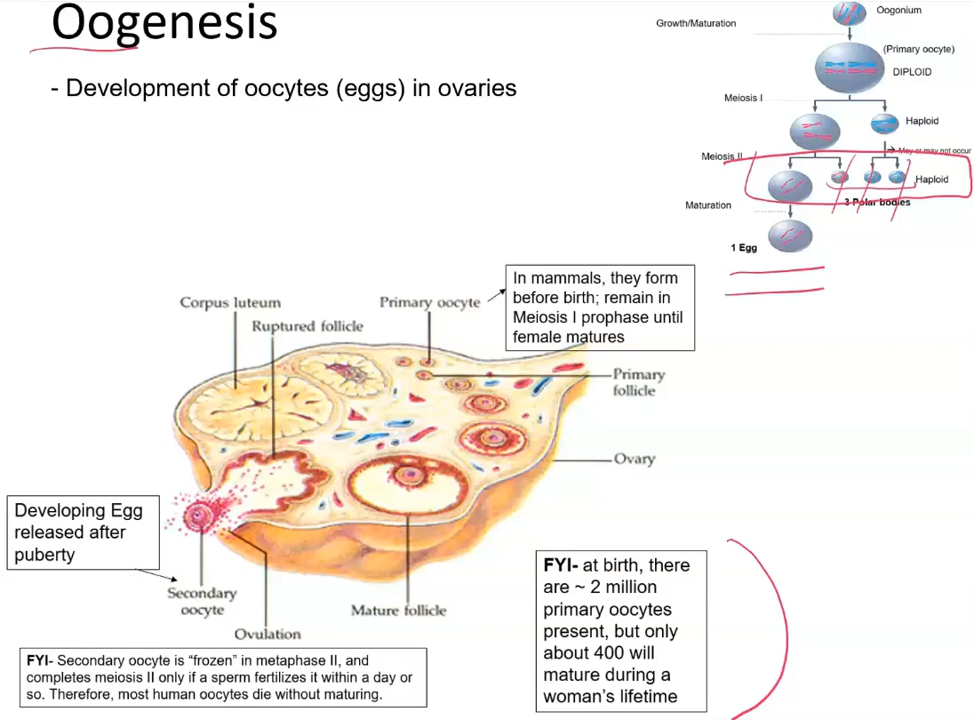 Oogenesis
- Development of oocytes (eggs) in ovaries
Growth/Maturation
Oogonium
(Primary oocyte)
DIPLOID
Meiosis I
Haploid
May or may not occur
Meiosis II
Haploid
Maturation
3 Polar bodies
1 Egg
In mammals, they form
before birth; remain in
Meiosis I prophase until
female matures
Corpus luteum
Primary oocyte
Ruptured follicle
Primary
follicle
Ovary
Developing Egg
released after
puberty
Secondary
oocyte
Mature follicle
Ovulation
FYI- at birth, there
are ~ 2 million
primary oocytes
present, but only
about 400 will
mature during a
woman's lifetime
FYI- Secondary oocyte is "frozen" in metaphase II, and
completes meiosis II only if a sperm fertilizes it within a day or
so. Therefore, most human oocytes die without maturing.